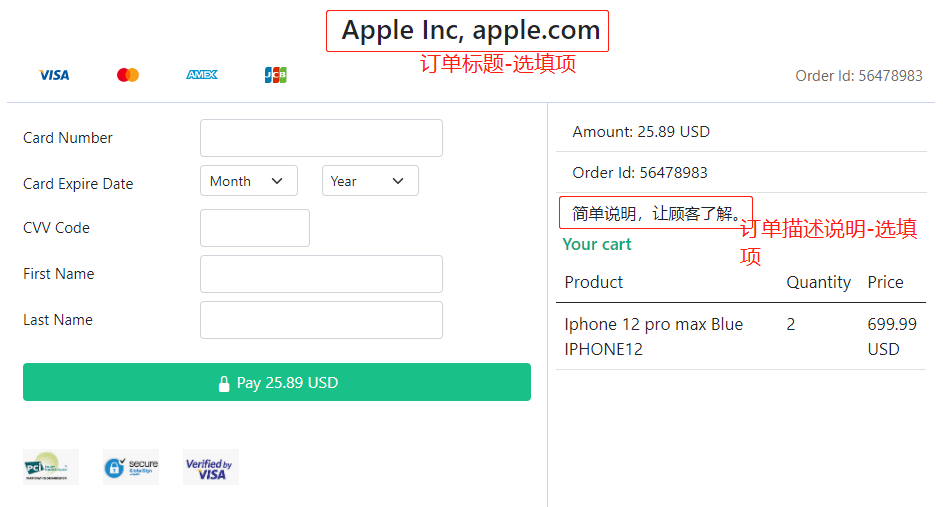 Apple Inc, apple.com
订单标题-选填项
VISA
AMEX
JCB
Order Id: 56478983
Card Number
Card Expire Date
Month
Year
CVV Code
First Name
Last Name
Pay 25.89 USD
PCI
secure
GlobalSign
Verified by
VISA
Amount: 25.89 USD
Order Id: 56478983
简单说明，让顾客了解。
订单描述说明-选填
项
Your cart
Product Quantity Price
Iphone 12 pro max Blue 2 699.99
IPHONE12 USD